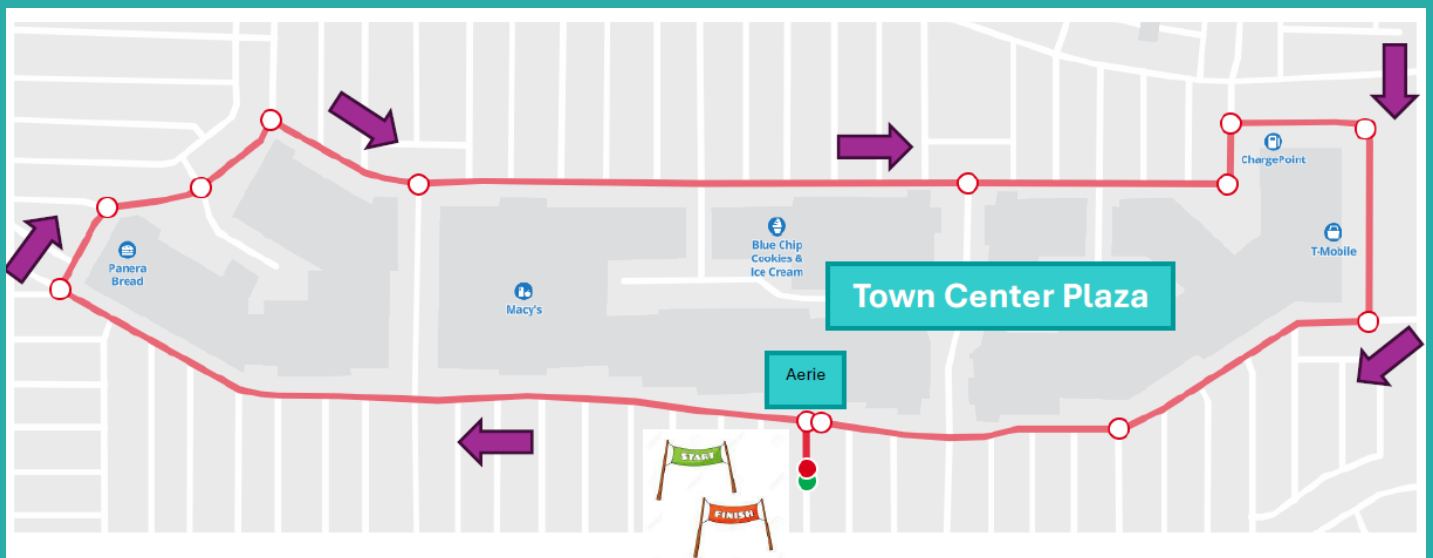 ChargePoint
Panera
Bread
Blue Chip
Cookies &
Ice Cream
T-Mobile
Town Center Plaza
Macy's
Aerie
START
FINISH